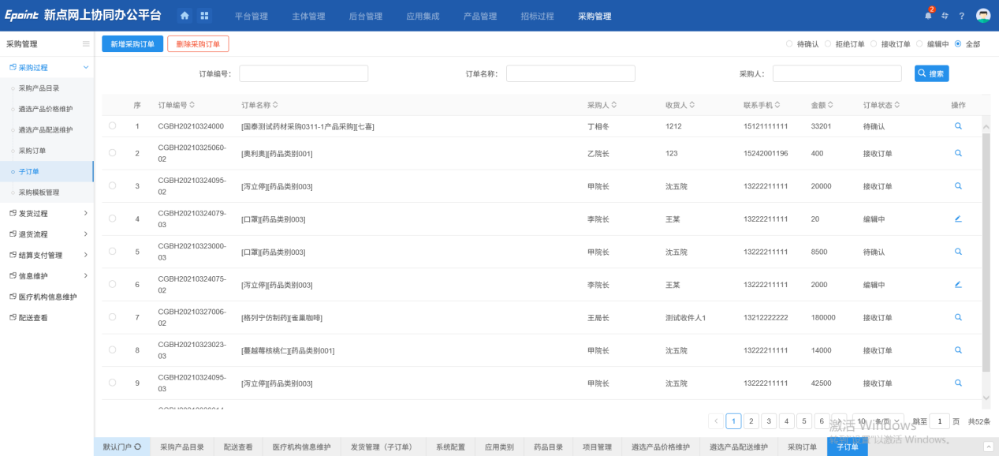 Epoint 新点网上协同办公平台 平台管理 主体管理 后台管理 应用集成 产品管理 招标过程 采购管理 2 ?
采购管理
采购过程
采购产品目录
遴选产品价格维护
遴选产品配送维护
采购订单
子订单
采购模板管理
发货过程
退货流程
结算支付管理
信息维护
医疗机构信息维护
配送查看
新增采购订单 删除采购订单 待确认 拒绝订单 接收订单 编辑中 全部
订单编号： 订单名称： 采购人： 搜索
序 订单编号 订单名称 采购人 收货人 联系手机 金额 订单状态 操作
1 CGBH20210324000 [国泰测试药材采购0311-1产品采购][七喜] 丁相冬 1212 15121111111 33201 待确认
2 CGBH20210325060-02 [奥利奥][药品类别001] 乙院长 123 15242001196 400 接收订单
3 CGBH20210324095-02 [泻立停][药品类别003] 甲院长 沈五院 13222211111 20000 接收订单
4 CGBH20210324079-03 [口罩][药品类别003] 李院长 王某 13222211111 20 编辑中
5 CGBH20210323000-03 [口罩][药品类别003] 甲院长 沈五院 13222211111 8500 待确认
6 CGBH20210324075-02 [泻立停][药品类别003] 李院长 王某 13222211111 2000 编辑中
7 CGBH20210327006-02 [格列宁仿制药][雀巢咖啡] 王局长 测试收件人1 13212222222 180000 接收订单
8 CGBH20210323023-03 [蔓越莓核桃仁][药品类别001] 甲院长 沈五院 13222211111 14000 接收订单
9 CGBH20210324095-03 [泻立停][药品类别003] 甲院长 沈五院 13222211111 42500 接收订单
1 2 3 4 5 6 10 条/页 跳至 1 页 共52条
激活 Windows
转到"设置"以激活 Windows。
默认门户 采购产品目录 配送查看 医疗机构信息维护 发货管理（子订单） 系统配置 应用类别 药品目录 项目管理 遴选产品价格维护 遴选产品配送维护 采购订单 子订单